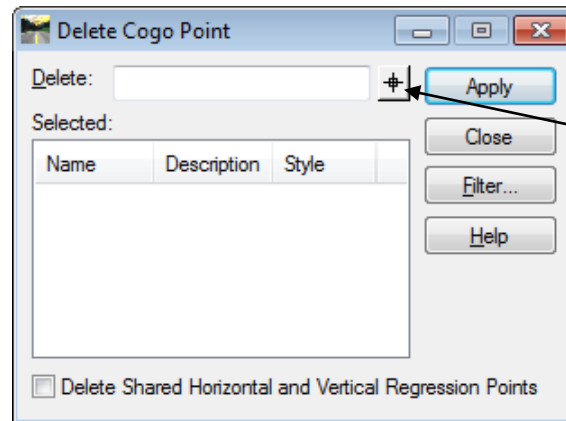 Delete Cogo Point
Delete:
Apply
Selected:
Close
Name Description Style
Filter...
Help
Delete Shared Horizontal and Vertical Regression Points